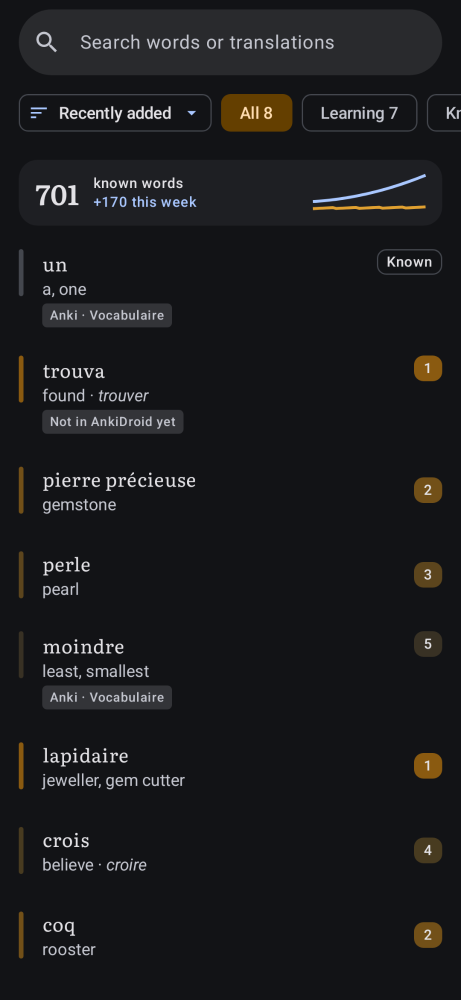 Search words or translations
Recently added
All 8
Learning 7
Kr
701
known words
+170 this week
un
Known
a, one
Anki · Vocabulaire
trouva
1
found · trouver
Not in AnkiDroid yet
pierre précieuse
2
gemstone
perle
3
pearl
moindre
5
least, smallest
Anki · Vocabulaire
lapidaire
1
jeweller, gem cutter
crois
4
believe · croire
coq
2
rooster